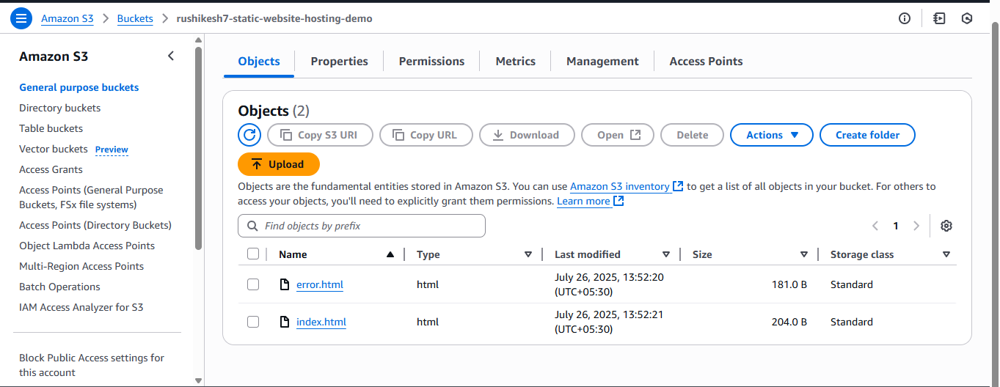 Amazon S3 > Buckets > rushikesh7-static-website-hosting-demo
Amazon S3
General purpose buckets
Directory buckets
Table buckets
Vector buckets Preview
Access Grants
Access Points (General Purpose
Buckets, FSx file systems)
Access Points (Directory Buckets)
Object Lambda Access Points
Multi-Region Access Points
Batch Operations
IAM Access Analyzer for S3
Block Public Access settings for
this account
Objects Properties Permissions Metrics Management Access Points
Objects (2)
Copy S3 URI Copy URL Download Open Delete Actions Create folder
Upload
Objects are the fundamental entities stored in Amazon S3. You can use Amazon S3 inventory to get a list of all objects in your bucket. For others to
access your objects, you'll need to explicitly grant them permissions. Learn more
Find objects by prefix
1
Name Type Last modified Size Storage class
error.html html July 26, 2025, 13:52:20 (UTC+05:30) 181.0 B Standard
index.html html July 26, 2025, 13:52:21 (UTC+05:30) 204.0 B Standard